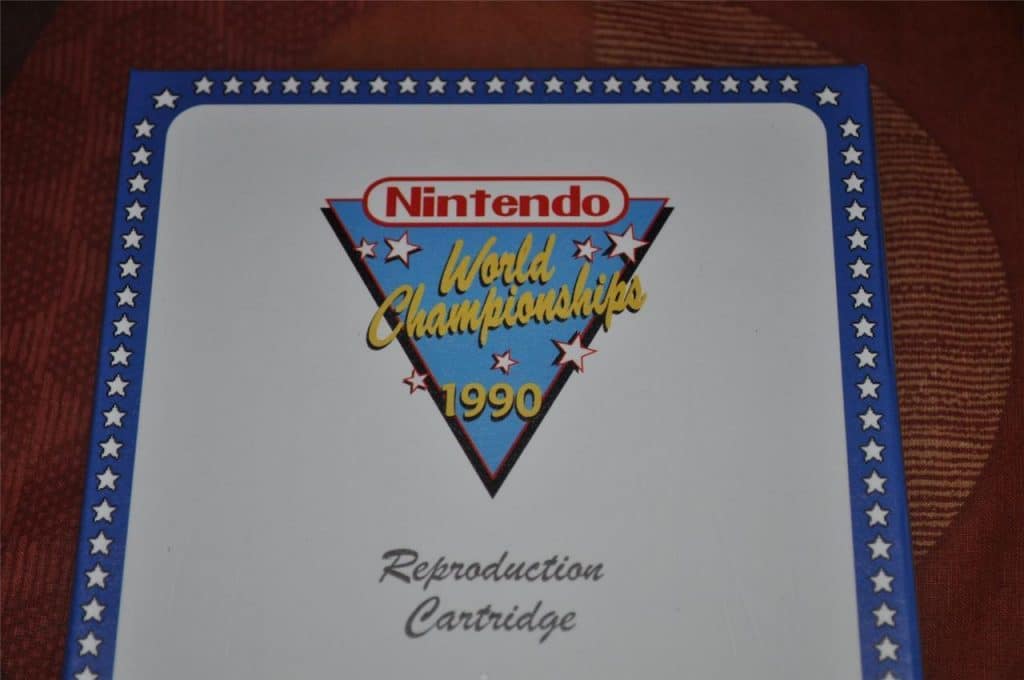 Nintendo
World
Championships
1990
Reproduction
Cartridge